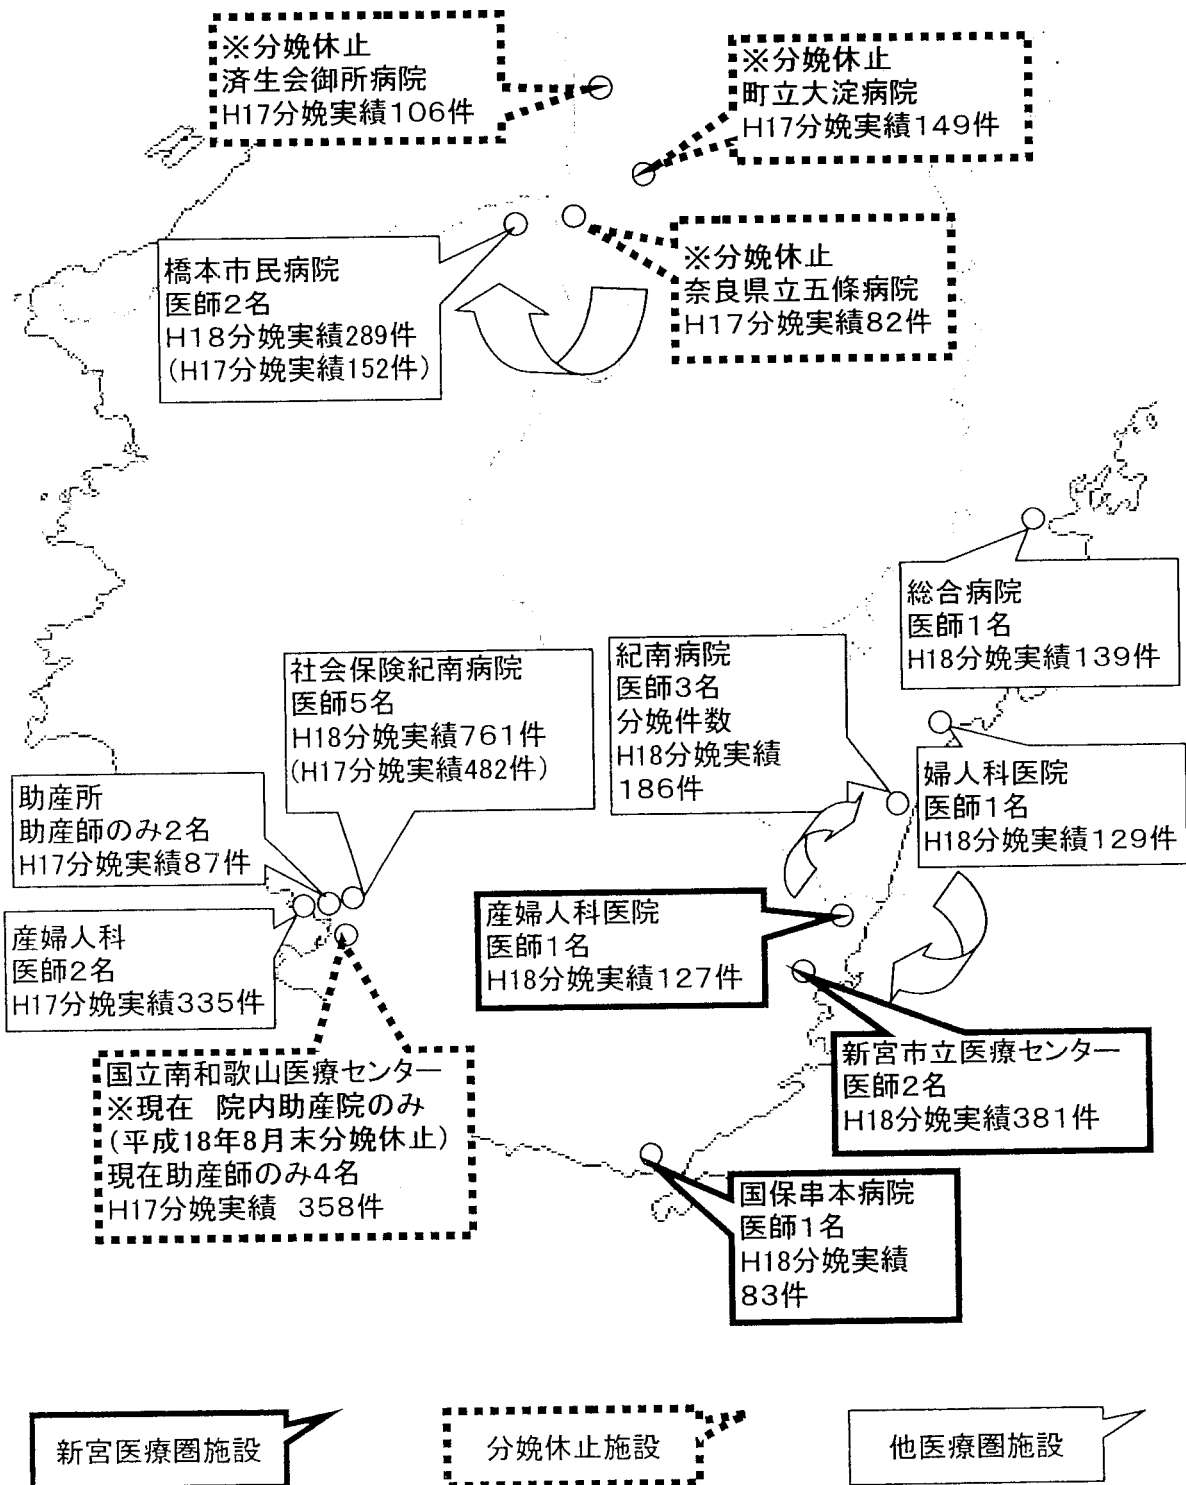 ※分娩休止
済生会御所病院
H17分娩実績106件
※分娩休止
町立大淀病院
H17分娩実績149件
※分娩休止
奈良県立五條病院
H17分娩実績82件
橋本市民病院
医師2名
H18分娩実績289件
(H17分娩実績152件)
総合病院
医師1名
H18分娩実績139件
社会保険紀南病院
医師5名
H18分娩実績761件
(H17分娩実績482件)
紀南病院
医師3名
分娩件数
H18分娩実績
186件
婦人科医院
医師1名
H18分娩実績129件
助産所
助産師のみ2名
H17分娩実績87件
産婦人科
医師2名
H17分娩実績335件
産婦人科医院
医師1名
H18分娩実績127件
新宮市立医療センター
医師2名
H18分娩実績381件
国立南和歌山医療センター
※現在 院内助産院のみ
(平成18年8月末分娩休止)
現在助産師のみ4名
H17分娩実績 358件
国保串本病院
医師1名
H18分娩実績
83件
新宮医療圏施設
分娩休止施設
他医療圏施設